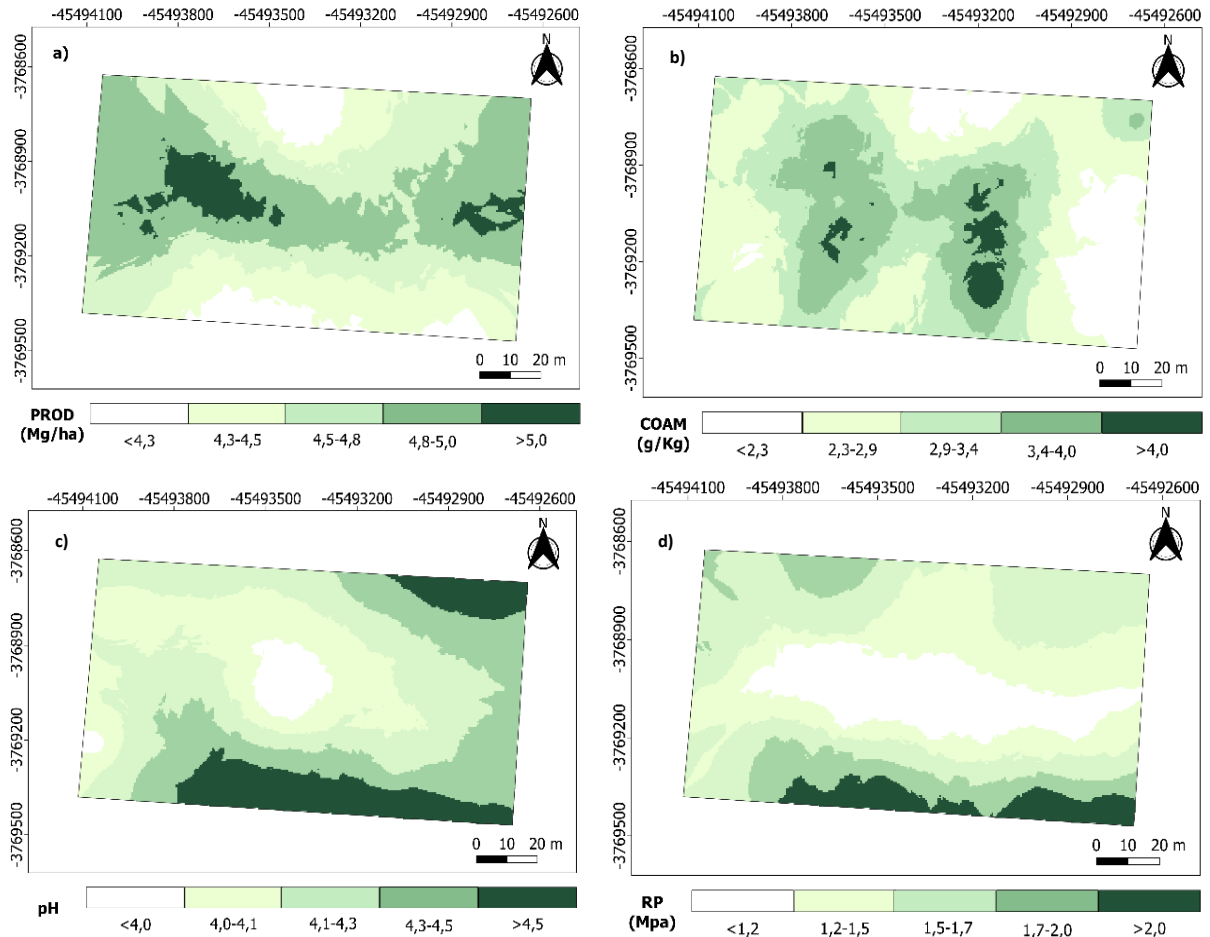 -45494100 -45493800 -45493500 -45493200 -45492900 -45492600
a)
N
-3768600
-3768900
-3769200
-3769500
0 10 20 m
PROD
(Mg/ha)
<4,3 4,3-4,5 4,5-4,8 4,8-5,0 >5,0
-45494100 -45493800 -45493500 -45493200 -45492900 -45492600
b)
N
-3768600
-3768900
-3769200
-3769500
0 10 20 m
COAM
(g/Kg)
<2,3 2,3-2,9 2,9-3,4 3,4-4,0 >4,0
-45494100 -45493800 -45493500 -45493200 -45492900 -45492600
c)
N
-3768600
-3768900
-3769200
-3769500
0 10 20 m
pH
<4,0 4,0-4,1 4,1-4,3 4,3-4,5 >4,5
-45494100 -45493800 -45493500 -45493200 -45492900 -45492600
d)
N
-3768600
-3768900
-3769200
-3769500
0 10 20 m
RP
(Mpa)
<1,2 1,2-1,5 1,5-1,7 1,7-2,0 >2,0